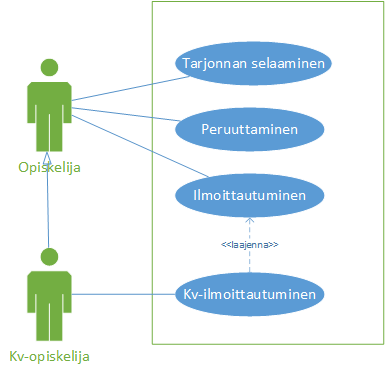 Tarjonnan selaaminen
Peruuttaminen
Opiskelija
Ilmoittautuminen
<<laajenna>>
Kv-ilmoittautuminen
Kv-opiskelija